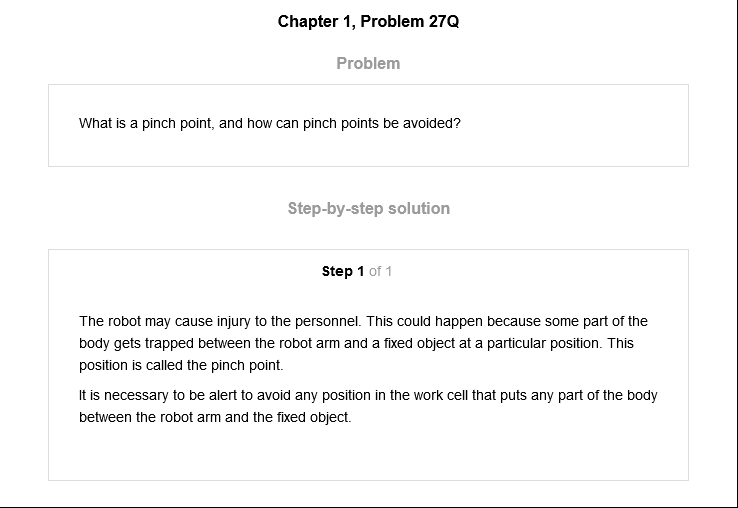 Chapter 1, Problem 27Q
Problem
What is a pinch point, and how can pinch points be avoided?
Step-by-step solution
Step 1 of 1
The robot may cause injury to the personnel. This could happen because some part of the
body gets trapped between the robot arm and a fixed object at a particular position. This
position is called the pinch point.
It is necessary to be alert to avoid any position in the work cell that puts any part of the body
between the robot arm and the fixed object.